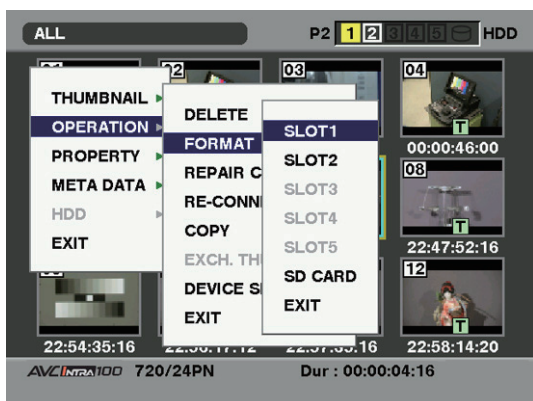 ALL P2 1 2 3 4 5 HDD
02 03 04
THUMBNAIL
OPERATION
PROPERTY
META DATA
HDD
EXIT
DELETE
FORMAT
REPAIR C
RE-CONN
COPY
EXCH. TH
DEVICE S
EXIT
SLOT1
SLOT2
SLOT3
SLOT4
SLOT5
SD CARD
EXIT
T
00:00:46:00
08
T
22:47:52:16
12
T
22:54:35:16 22:58:14:20
AVC INTRA 100 720/24PN Dur : 00:00:04:16